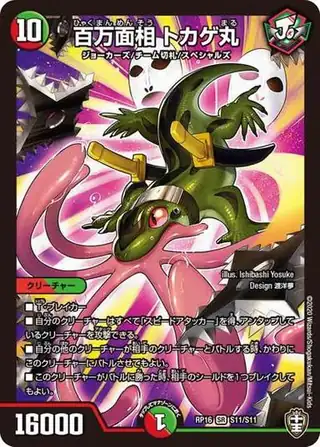 10
ひゃくまんめんそう まる
百万面相 トカゲ丸
ジョーカーズ/チーム切札/スペシャルズ
J
illus. Ishibashi Yosuke
Design 渡洋夢
クリーチャー
■T・ブレイカー
■自分のクリーチャーはすべて「スピードアタッカー」を得、アンタップして
いるクリーチャーを攻撃できる。
■自分の他のクリーチャーが相手のクリーチャーとバトルする時、かわりに
このクリーチャーにバトルさせてもよい。
■このクリーチャーがバトルに勝った時、相手のシールドを1つブレイクして
もよい。
16000
1
RP16 SR S11/S11